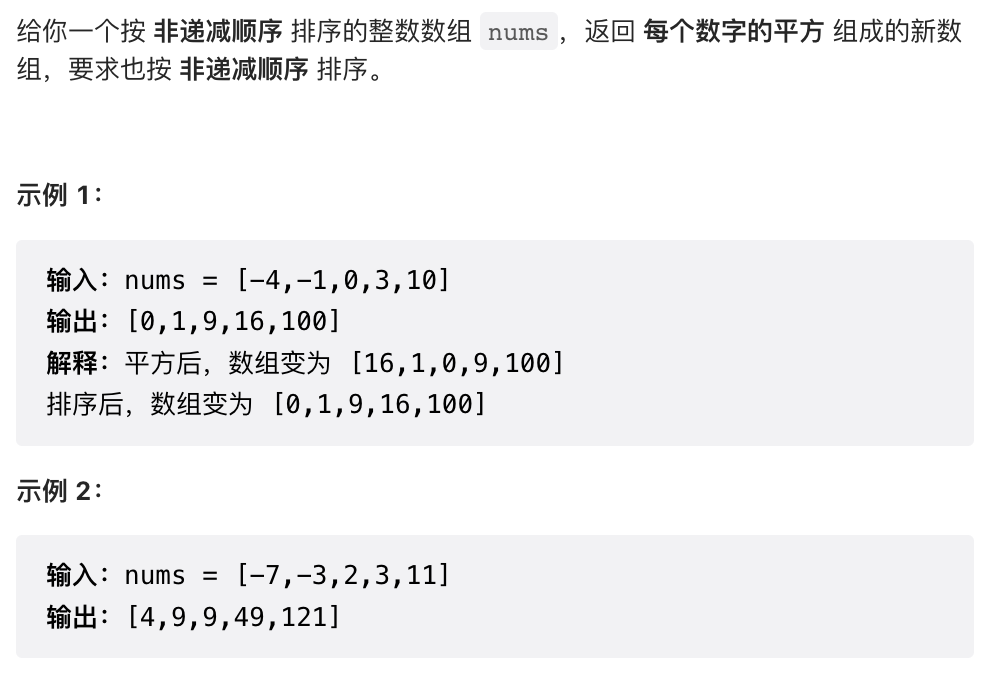 给你一个按 非递减顺序 排序的整数数组 nums，返回 每个数字的平方 组成的新数
组，要求也按 非递减顺序 排序。
示例 1：
输入：nums = [-4,-1,0,3,10]
输出：[0,1,9,16,100]
解释：平方后，数组变为 [16,1,0,9,100]
排序后，数组变为 [0,1,9,16,100]
示例 2：
输入：nums = [-7,-3,2,3,11]
输出：[4,9,9,49,121]